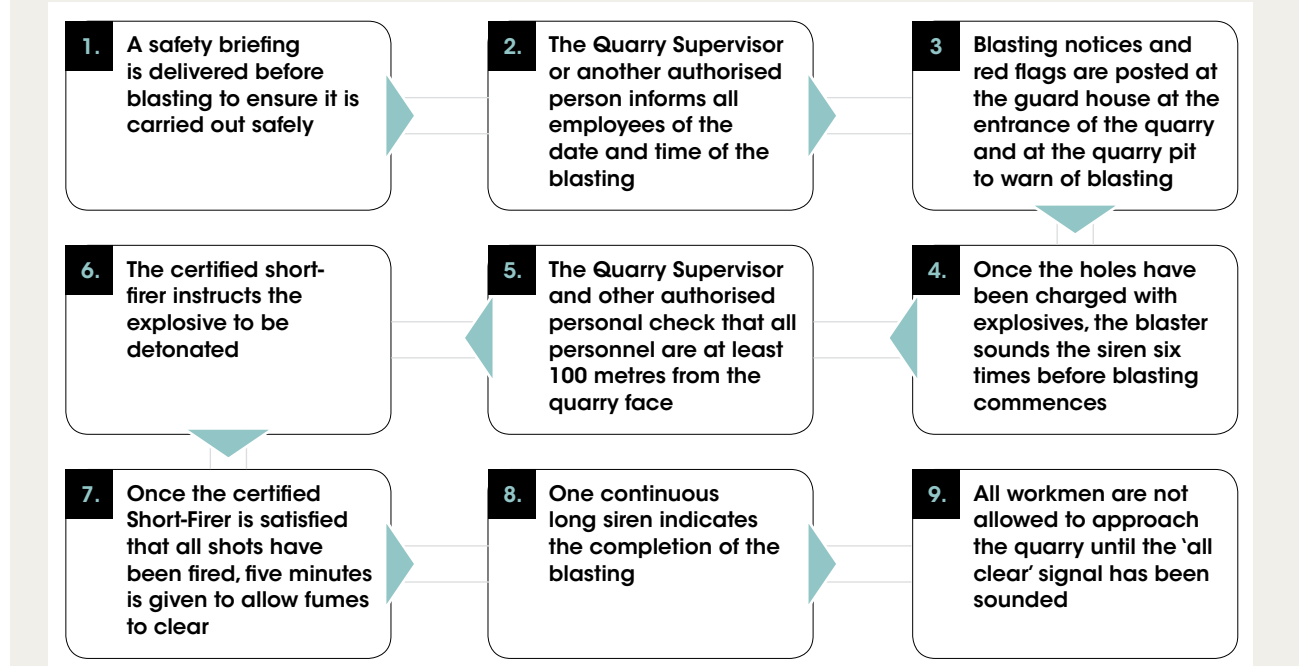 1.
A safety briefing
is delivered before
blasting to ensure it is
carried out safely
2.
The Quarry Supervisor
or another authorised
person informs all
employees of the
date and time of the
blasting
3
Blasting notices and
red flags are posted at
the guard house at the
entrance of the quarry
and at the quarry pit
to warn of blasting
4.
Once the holes have
been charged with
explosives, the blaster
sounds the siren six
times before blasting
commences
5.
The Quarry Supervisor
and other authorised
personal check that all
personnel are at least
100 metres from the
quarry face
6.
The certified short-
firer instructs the
explosive to be
detonated
7.
Once the certified
Short-Firer is satisfied
that all shots have
been fired, five minutes
is given to allow fumes
to clear
8.
One continuous
long siren indicates
the completion of the
blasting
9.
All workmen are not
allowed to approach
the quarry until the ‘all
clear’ signal has been
sounded